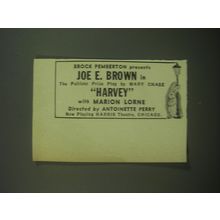 BROCK PEMBERTON presents
JOE E. BROWN in
The Pulitzer Prize Play by MARY CHASE
"HARVEY"
with MARION LORNE
Directed by ANTOINETTE PERRY
Now Playing HARRIS Theatre, CHICAGO.